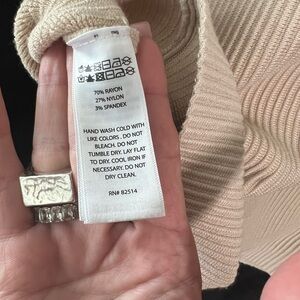 70% RAYON
27% NYLON
3% SPANDEX
HAND WASH COLD WITH
LIKE COLORS . DO NOT
BLEACH. DO NOT
TUMBLE DRY. LAY FLAT
TO DRY. COOL IRON IF
NECESSARY. DO NOT
DRY CLEAN.
RN# 82514